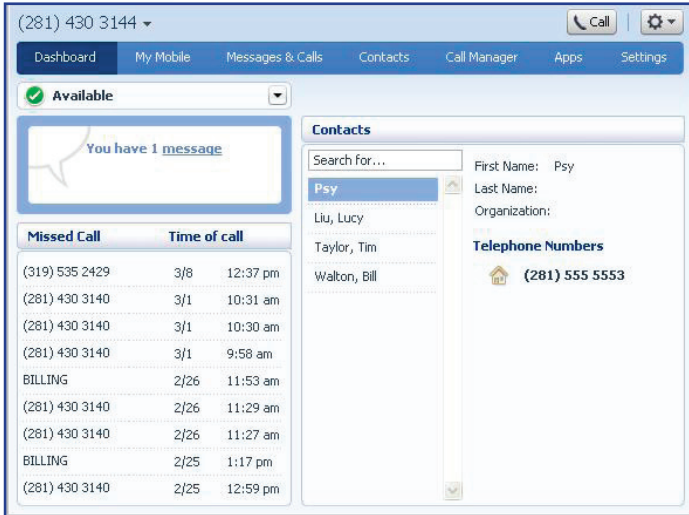 (281) 430 3144
Call
Dashboard My Mobile Messages & Calls Contacts Call Manager Apps Settings
Available
You have 1 message
Missed Call Time of call
(319) 535 2429 3/8 12:37 pm
(281) 430 3140 3/1 10:31 am
(281) 430 3140 3/1 10:30 am
(281) 430 3140 3/1 9:58 am
BILLING 2/26 11:53 am
(281) 430 3140 2/26 11:29 am
(281) 430 3140 2/26 11:27 am
BILLING 2/25 1:17 pm
(281) 430 3140 2/25 12:59 pm
Contacts
Search for...
Psy
Liu, Lucy
Taylor, Tim
Walton, Bill
First Name: Psy
Last Name:
Organization:
Telephone Numbers
(281) 555 5553